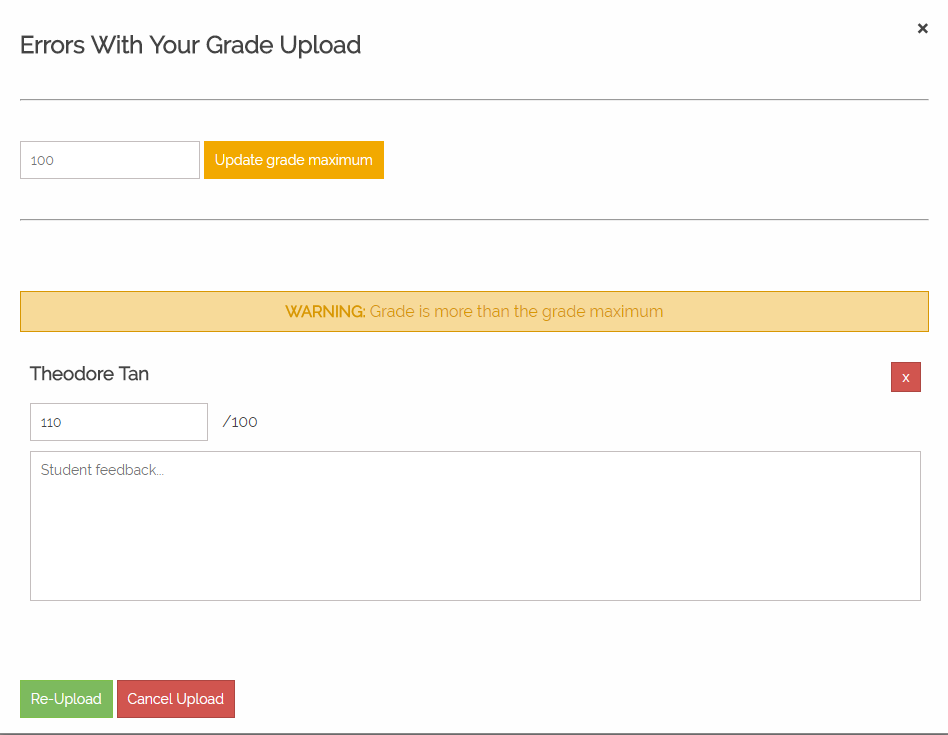 ×
Errors With Your Grade Upload
100 Update grade maximum
WARNING: Grade is more than the grade maximum
Theodore Tan x
110 /100
Student feedback...
Re-Upload Cancel Upload